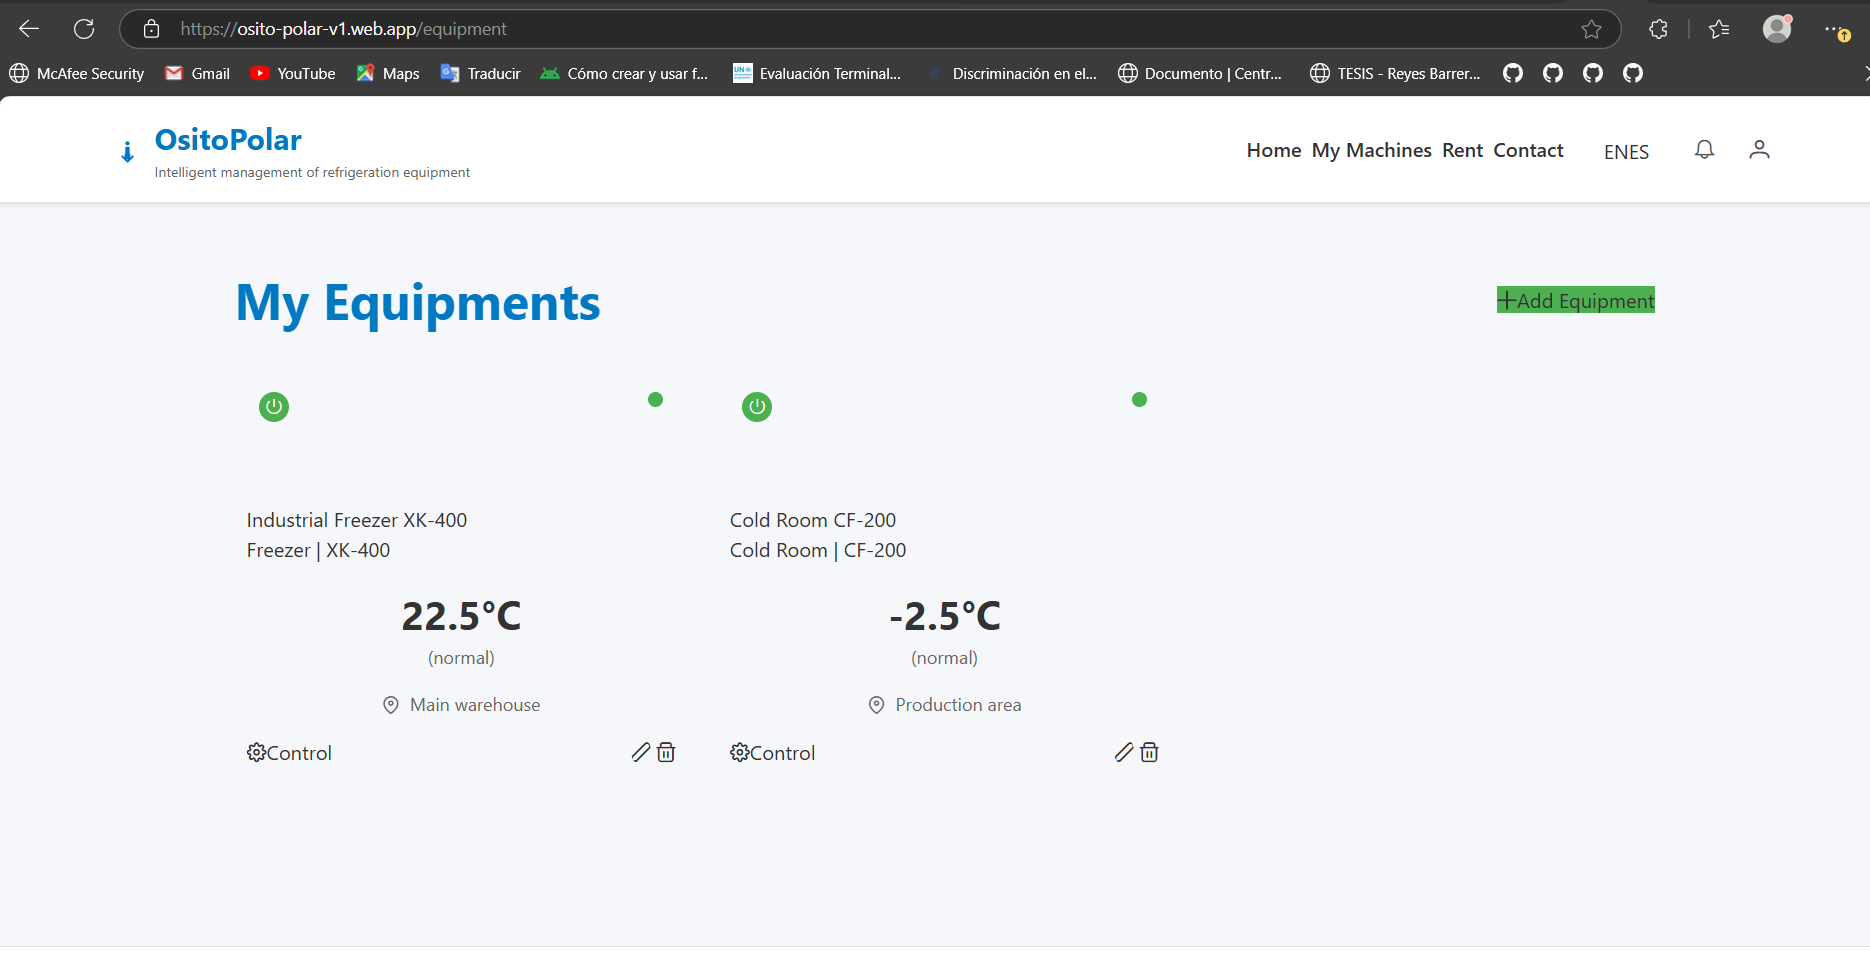 https://osito-polar-v1.web.app/equipment
McAfee Security Gmail YouTube Maps Traducir Cómo crear y usar f... Evaluación Terminal... Discriminación en el... Documento | Centr... TESIS - Reyes Barrer...
OsitoPolar
Intelligent management of refrigeration equipment
Home My Machines Rent Contact ENES
My Equipments
Add Equipment
Industrial Freezer XK-400
Freezer | XK-400
22.5°C
(normal)
Main warehouse
Control
Cold Room CF-200
Cold Room | CF-200
-2.5°C
(normal)
Production area
Control